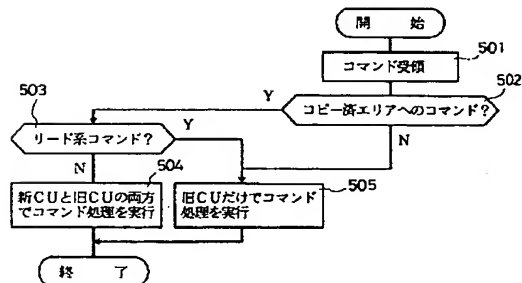 開 始
501
コマンド受領
502
コピー済エリアへのコマンド?
Y
N
503
リード系コマンド?
Y
N
504
新CUと旧CUの両方
でコマンド処理を実行
505
旧CUだけでコマンド
処理を実行
終 了